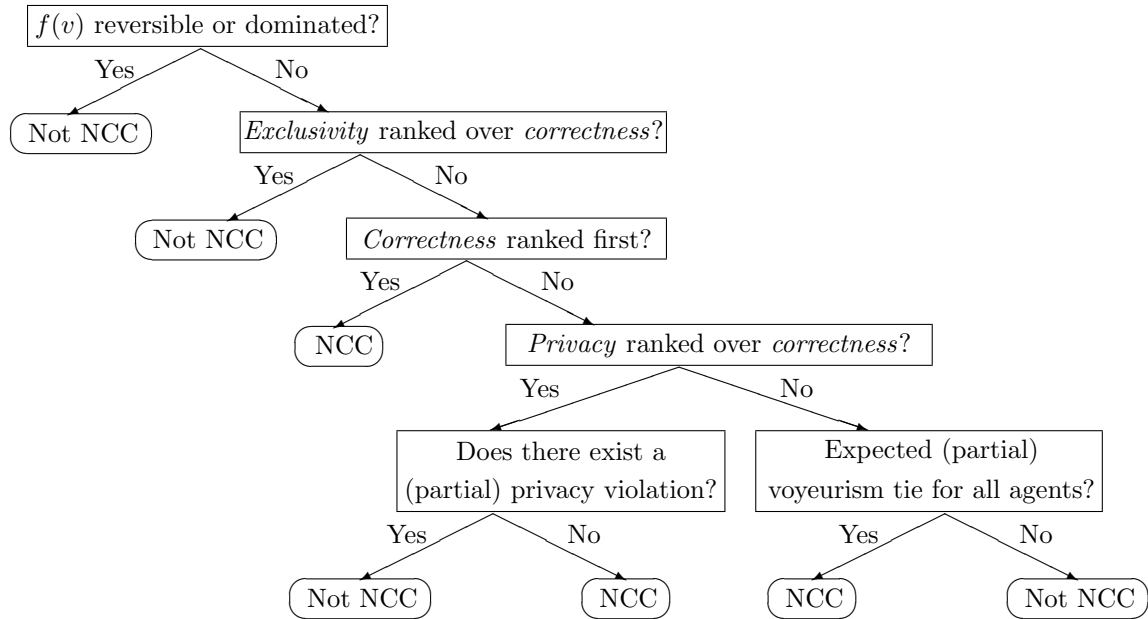 f(v) reversible or dominated?
Yes
No
Not NCC
Exclusivity ranked over correctness?
Yes
No
Not NCC
Correctness ranked first?
Yes
No
NCC
Privacy ranked over correctness?
Yes
No
Does there exist a
(partial) privacy violation?
Expected (partial)
voyeurism tie for all agents?
Yes
No
Yes
No
Not NCC
NCC
NCC
Not NCC